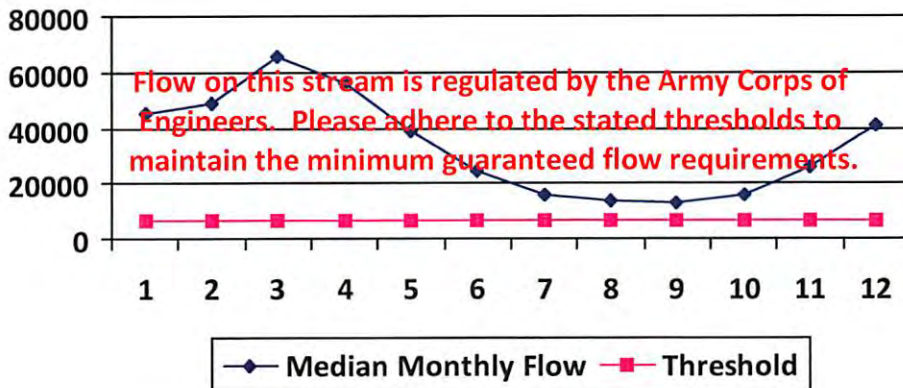 80000
60000
40000
20000
0
Flow on this stream is regulated by the Army Corps of
Engineers. Please adhere to the stated thresholds to
maintain the minimum guaranteed flow requirements.
1 2 3 4 5 6 7 8 9 10 11 12
Median Monthly Flow Threshold